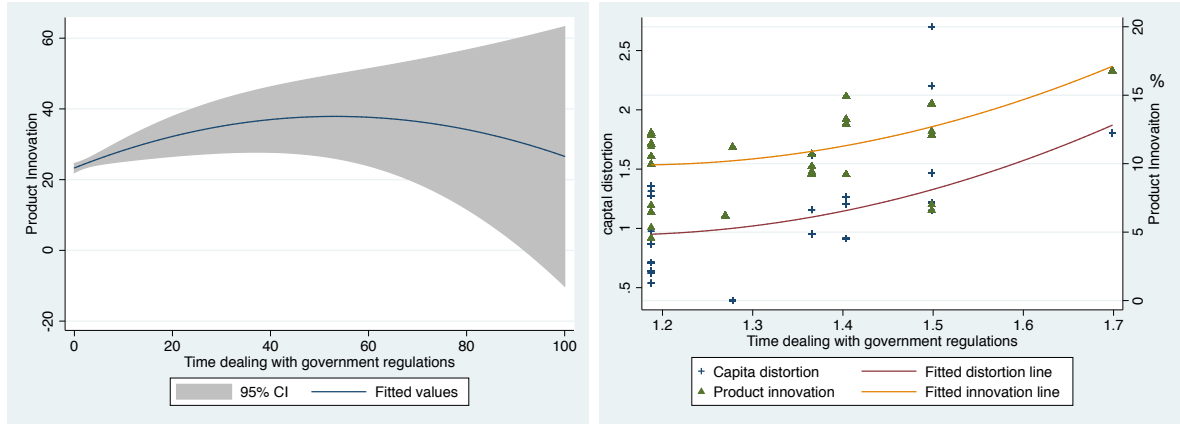 60
40
20
0
-20
Product Innovation
0 20 40 60 80 100
Time dealing with government regulations
95% CI Fitted values
2.5
2
1.5
1
.5
captal distortion
20
15
10
5
0
%
Product Innovaiton
1.2 1.3 1.4 1.5 1.6 1.7
Time dealing with government regulations
Capita distortion Fitted distortion line
Product innovation Fitted innovation line